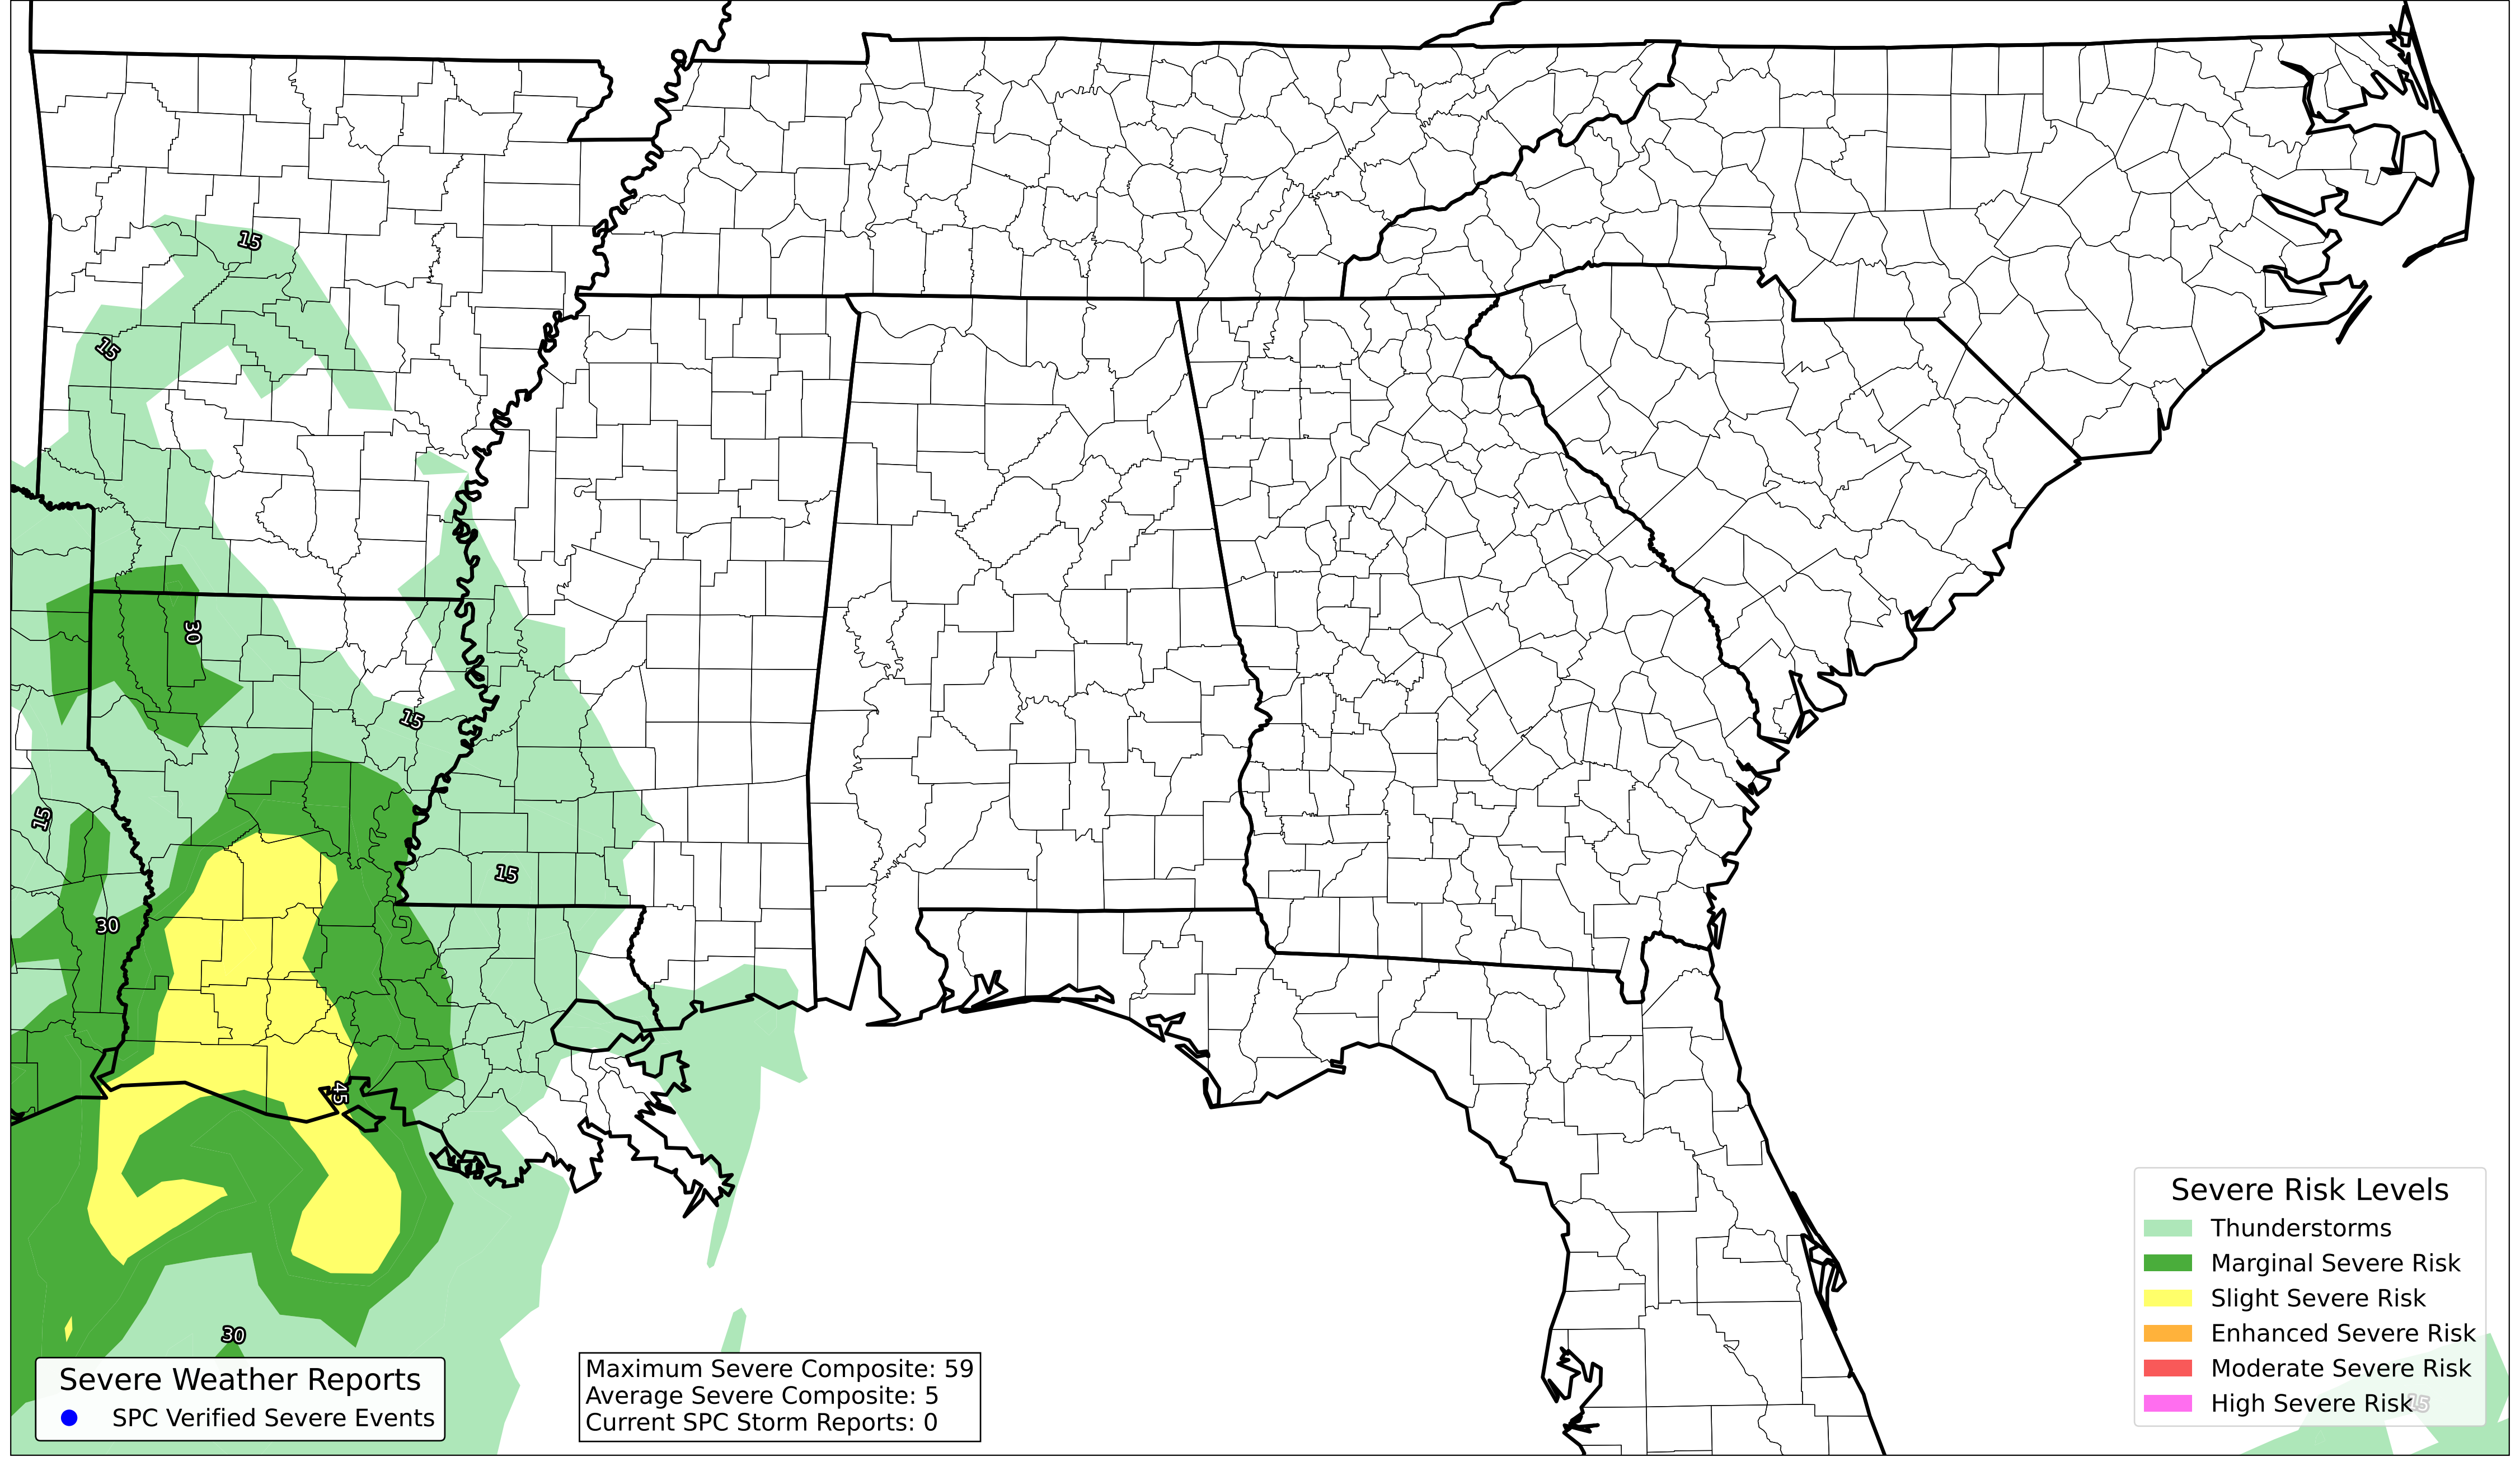 15
15
30
15
15
15
30
45
30
Severe Weather Reports
SPC Verified Severe Events
Maximum Severe Composite: 59
Average Severe Composite: 5
Current SPC Storm Reports: 0
Severe Risk Levels
Thunderstorms
Marginal Severe Risk
Slight Severe Risk
Enhanced Severe Risk
Moderate Severe Risk
High Severe Risk
15